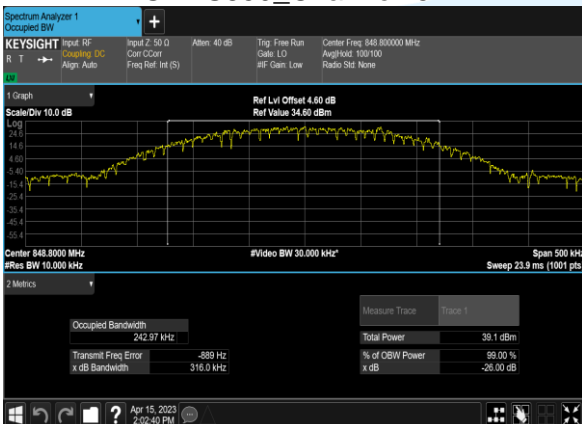 Spectrum Analyzer 1
Occupied BW
+
KEYSIGHT
R T
LW
Input: RF
Coupling: DC
Align: Auto
Input Z: 50 Ω
Corr CCorr
Freq Ref: Int (S)
Atten: 40 dB
Trig: Free Run
Gate: LO
#IF Gain: Low
Center Freq: 848.800000 MHz
Avg|Hold: 100/100
Radio Std: None
1 Graph
Scale/Div 10.0 dB
Ref Lvl Offset 4.60 dB
Ref Value 34.60 dBm
Log
24.6
14.6
4.60
-5.40
-15.4
-25.4
-35.4
-45.4
-55.4
Center 848.8000 MHz
#Res BW 10.000 kHz
#Video BW 30.000 kHz*
Span 500 kHz
Sweep 23.9 ms (1001 pts
2 Metrics
Measure Trace
Trace 1
Occupied Bandwidth
242.97 kHz
Total Power
39.1 dBm
Transmit Freq Error
-889 Hz
% of OBW Power
99.00 %
x dB Bandwidth
316.0 kHz
x dB
-26.00 dB
?
Apr 15, 2023
2:02:40 PM